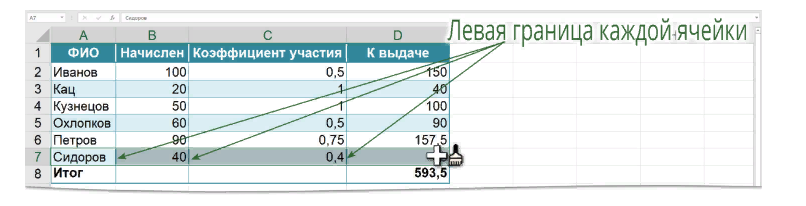 A7 Сидоров
Левая граница каждой ячейки
A B C D
1 ФИО Начислен Коэффициент участия К выдаче
2 Иванов 100 0,5 150
3 Кац 20 1 40
4 Кузнецов 50 1 100
5 Охлопков 60 0,5 90
6 Петров 90 0,75 157,5
7 Сидоров 40 0,4
8 Итог 593,5